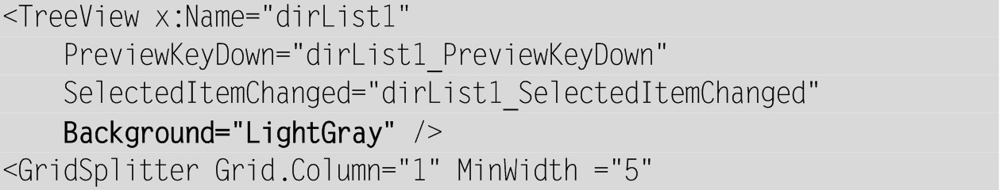 <TreeView x:Name="dirList1"
PreviewKeyDown="dirList1_PreviewKeyDown"
SelectedItemChanged="dirList1_SelectedItemChanged"
Background="LightGray" />
<GridSplitter Grid.Column="1" MinWidth ="5"